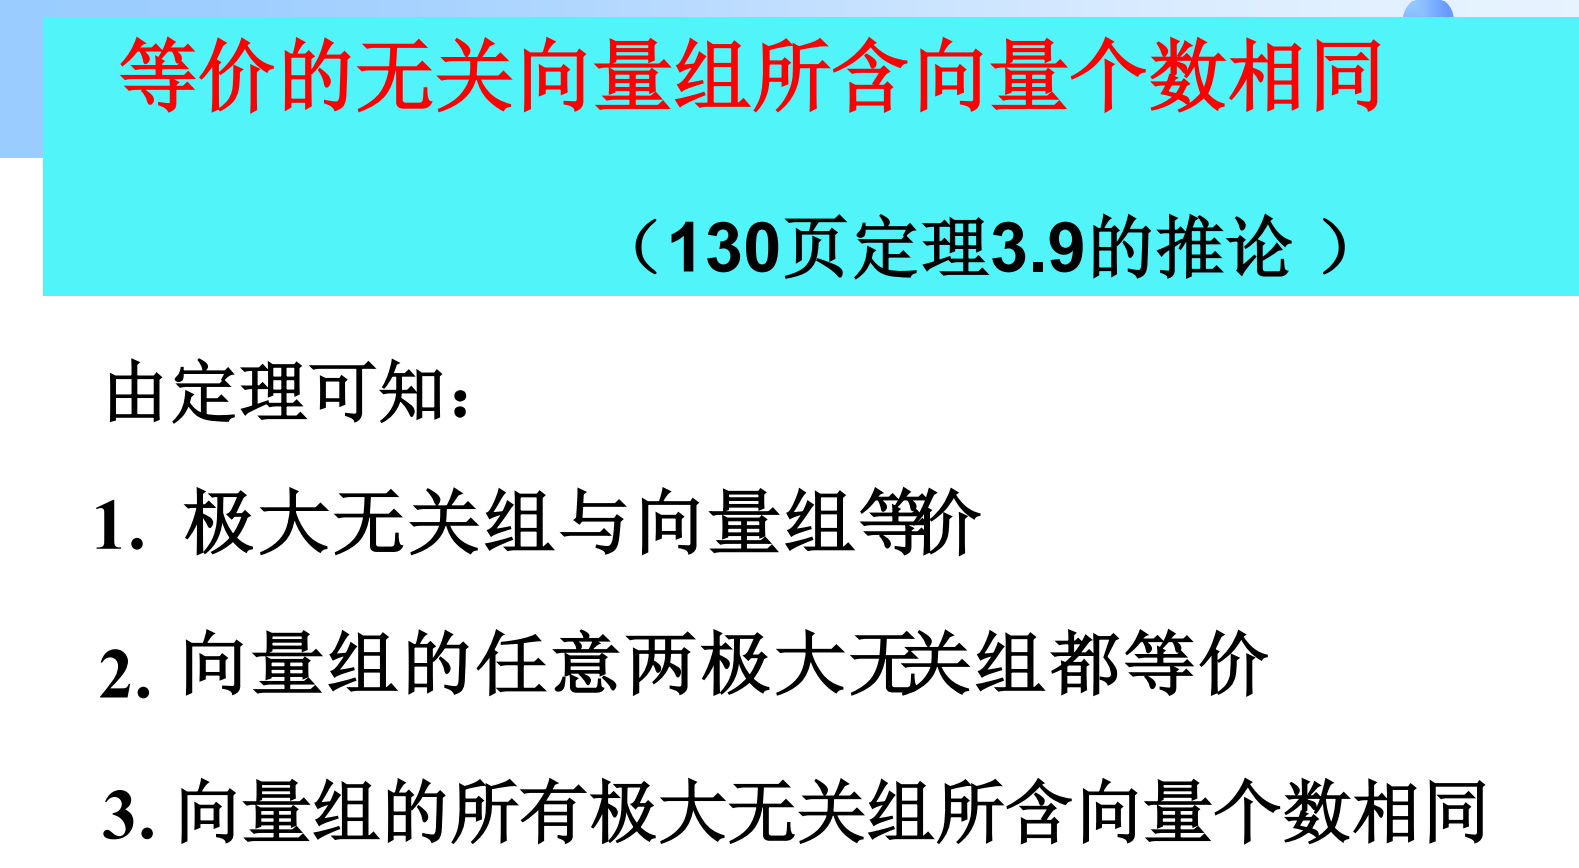 等价的无关向量组所含向量个数相同
（130页定理3.9的推论 ）
由定理可知：
1. 极大无关组与向量组等价
2. 向量组的任意两极大无关组都等价
3. 向量组的所有极大无关组所含向量个数相同